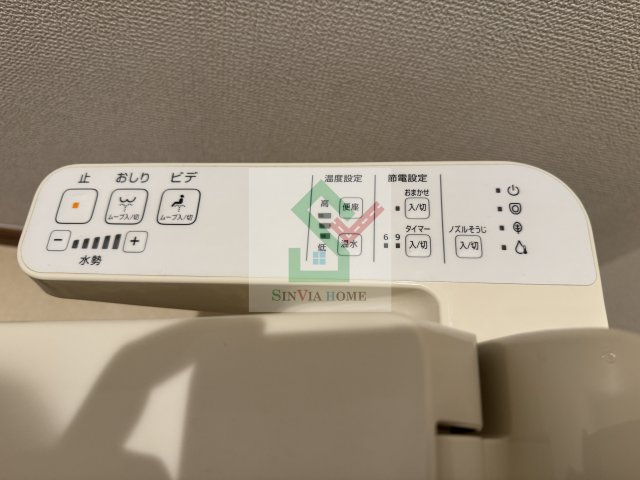 止 おしり ビデ
ムーブ入/切 ムーブ入/切
− +
水勢
温度設定
高 便座
低 温水
節電設定
おまかせ
入/切
タイマー
6 9 入/切
ノズルそうじ
入/切
SINVIA HOME